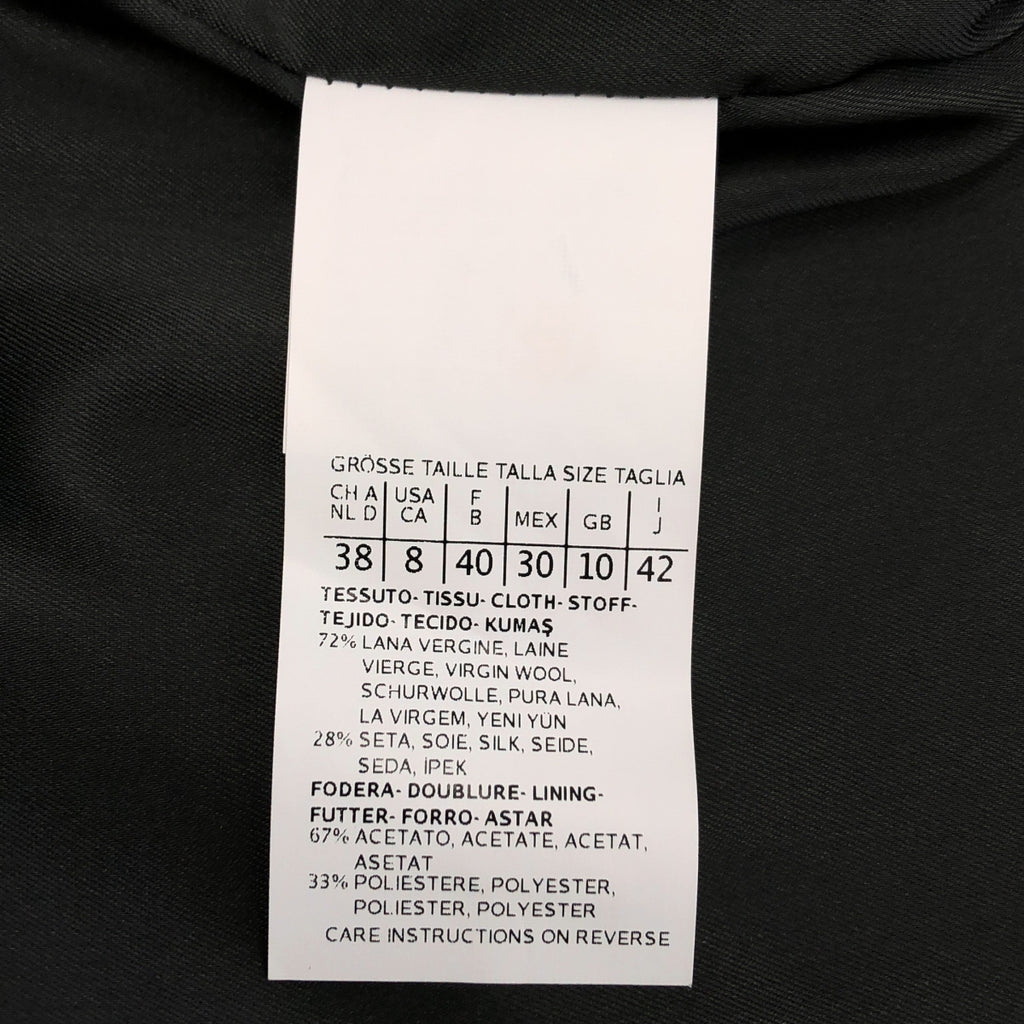 GRÖSSE TAILLE TALLA SIZE TAGLIA
CH A USA F MEX GB I
NL D CA B J
38 8 40 30 10 42
TESSUTO- TISSU- CLOTH- STOFF-
TEJIDO- TECIDO- KUMAŞ
72% LANA VERGINE, LAINE
VIERGE, VIRGIN WOOL,
SCHURWOLLE, PURA LANA,
LA VIRGEM, YENI YÜN
28% SETA, SOIE, SILK, SEIDE,
SEDA, İPEK
FODERA- DOUBLURE- LINING-
FUTTER- FORRO- ASTAR
67% ACETATO, ACETATE, ACETAT,
ASETAT
33% POLIESTERE, POLYESTER,
POLIESTER, POLYESTER
CARE INSTRUCTIONS ON REVERSE